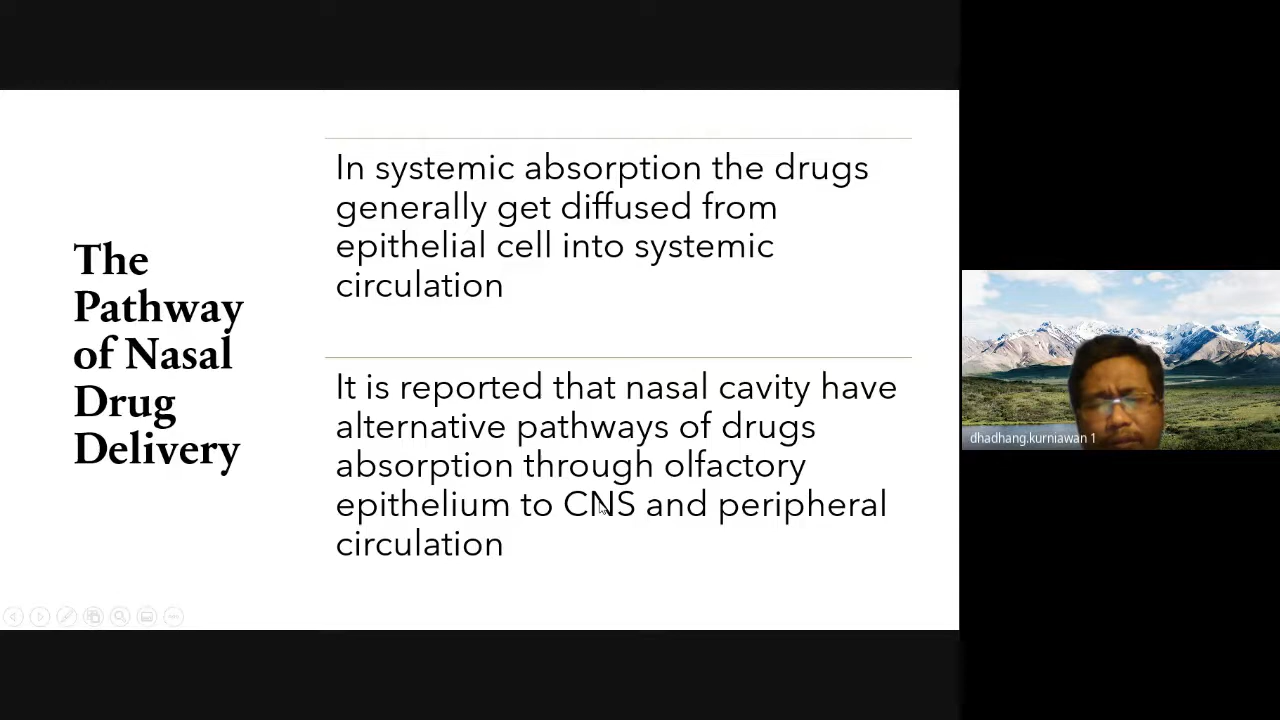 The
Pathway
of Nasal
Drug
Delivery
In systemic absorption the drugs
generally get diffused from
epithelial cell into systemic
circulation
It is reported that nasal cavity have
alternative pathways of drugs
absorption through olfactory
epithelium to CNS and peripheral
circulation
dhadhang.kurniawan 1